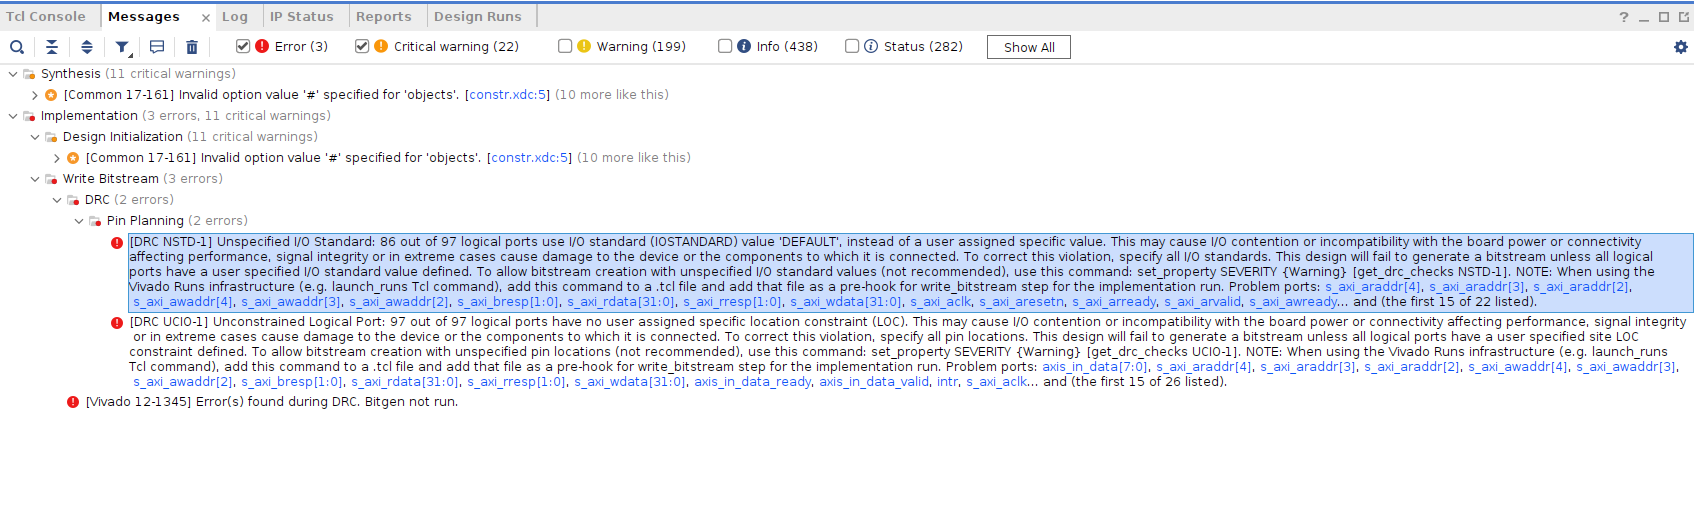 Tcl Console Messages × Log IP Status Reports Design Runs ?
Error (3) Critical warning (22) Warning (199) Info (438) Status (282) Show All
Synthesis (11 critical warnings)
[Common 17-161] Invalid option value '#' specified for 'objects'. [constr.xdc:5] (10 more like this)
Implementation (3 errors, 11 critical warnings)
Design Initialization (11 critical warnings)
[Common 17-161] Invalid option value '#' specified for 'objects'. [constr.xdc:5] (10 more like this)
Write Bitstream (3 errors)
DRC (2 errors)
Pin Planning (2 errors)
[DRC NSTD-1] Unspecified I/O Standard: 86 out of 97 logical ports use I/O standard (IOSTANDARD) value 'DEFAULT', instead of a user assigned specific value. This may cause I/O contention or incompatibility with the board power or connectivity
affecting performance, signal integrity or in extreme cases cause damage to the device or the components to which it is connected. To correct this violation, specify all I/O standards. This design will fail to generate a bitstream unless all logical
ports have a user specified I/O standard value defined. To allow bitstream creation with unspecified I/O standard values (not recommended), use this command: set_property SEVERITY {Warning} [get_drc_checks NSTD-1]. NOTE: When using the
Vivado Runs infrastructure (e.g. launch_runs Tcl command), add this command to a .tcl file and add that file as a pre-hook for write_bitstream step for the implementation run. Problem ports: s_axi_araddr[4], s_axi_araddr[3], s_axi_araddr[2],
s_axi_awaddr[4], s_axi_awaddr[3], s_axi_awaddr[2], s_axi_bresp[1:0], s_axi_rdata[31:0], s_axi_rresp[1:0], s_axi_wdata[31:0], s_axi_aclk, s_axi_aresetn, s_axi_arready, s_axi_arvalid, s_axi_awready... and (the first 15 of 22 listed).
[DRC UCIO-1] Unconstrained Logical Port: 97 out of 97 logical ports have no user assigned specific location constraint (LOC). This may cause I/O contention or incompatibility with the board power or connectivity affecting performance, signal integrity
or in extreme cases cause damage to the device or the components to which it is connected. To correct this violation, specify all pin locations. This design will fail to generate a bitstream unless all logical ports have a user specified site LOC
constraint defined. To allow bitstream creation with unspecified pin locations (not recommended), use this command: set_property SEVERITY {Warning} [get_drc_checks UCIO-1]. NOTE: When using the Vivado Runs infrastructure (e.g. launch_runs
Tcl command), add this command to a .tcl file and add that file as a pre-hook for write_bitstream step for the implementation run. Problem ports: axis_in_data[7:0], s_axi_araddr[4], s_axi_araddr[3], s_axi_araddr[2], s_axi_awaddr[4], s_axi_awaddr[3],
s_axi_awaddr[2], s_axi_bresp[1:0], s_axi_rdata[31:0], s_axi_rresp[1:0], s_axi_wdata[31:0], axis_in_data_ready, axis_in_data_valid, intr, s_axi_aclk... and (the first 15 of 26 listed).
[Vivado 12-1345] Error(s) found during DRC. Bitgen not run.